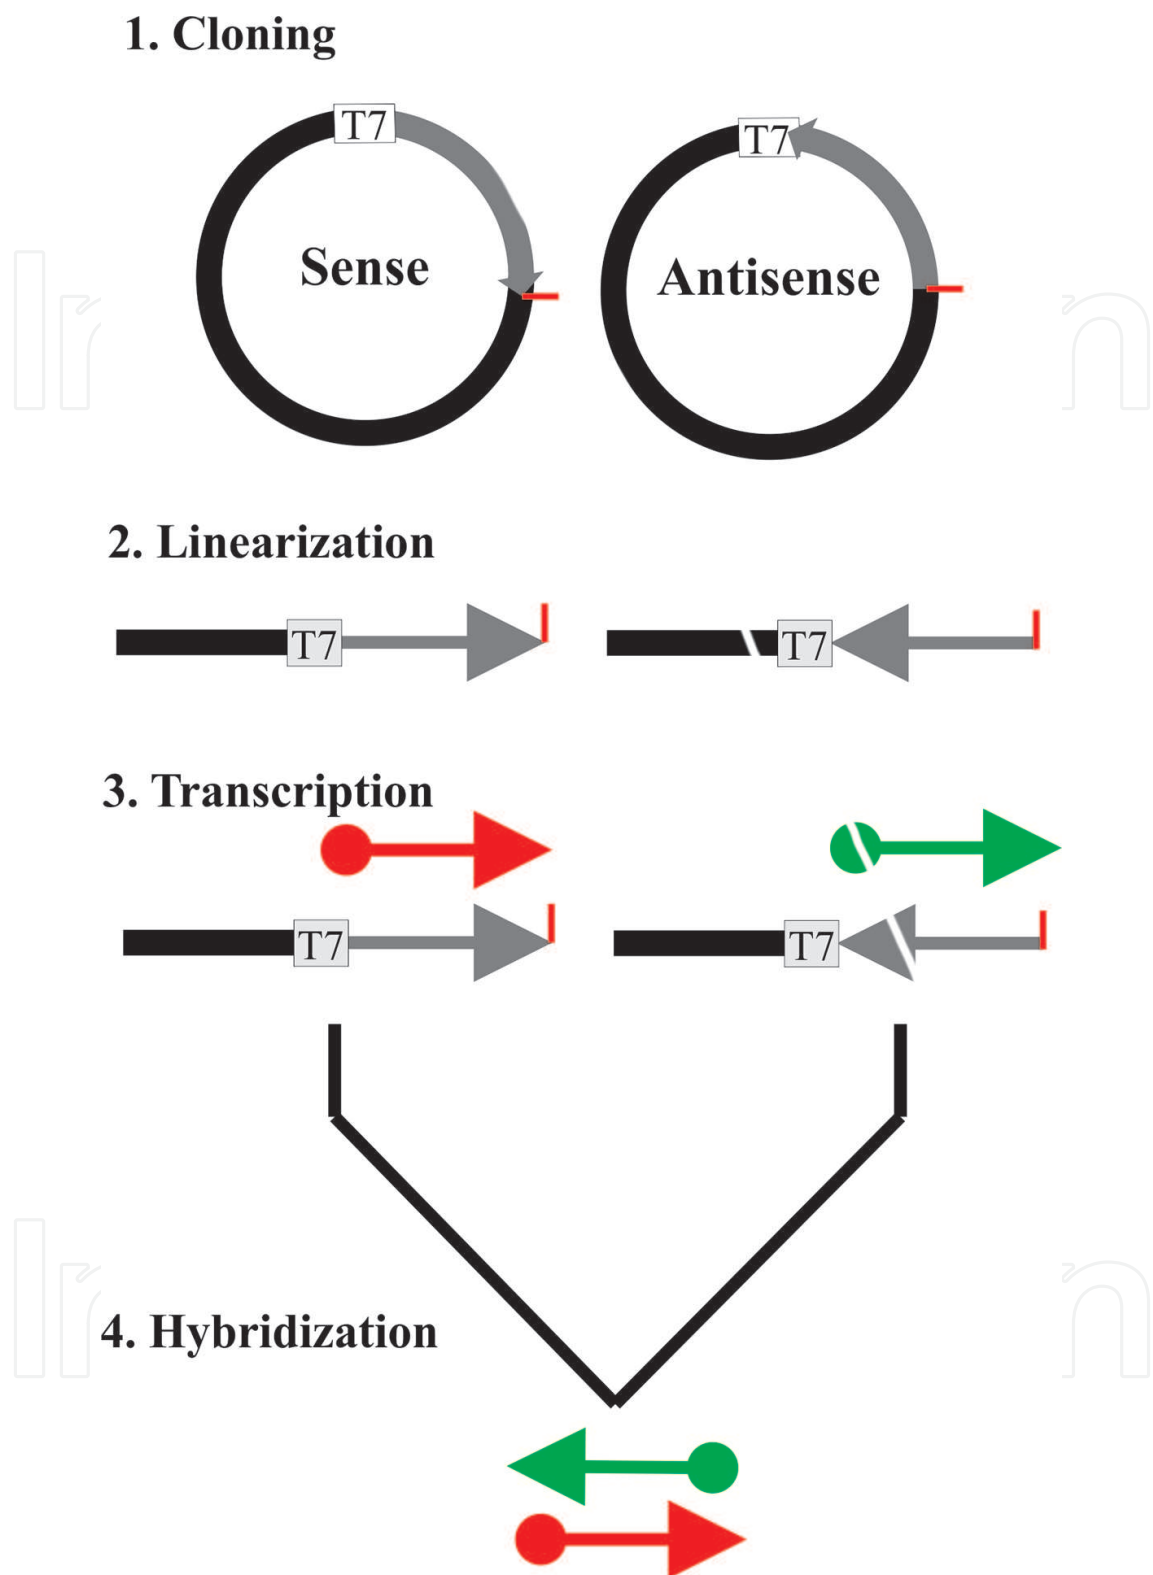 1. Cloning
T7
T7
Sense
Antisense
2. Linearization
T7
T7
3. Transcription
T7
T7
4. Hybridization